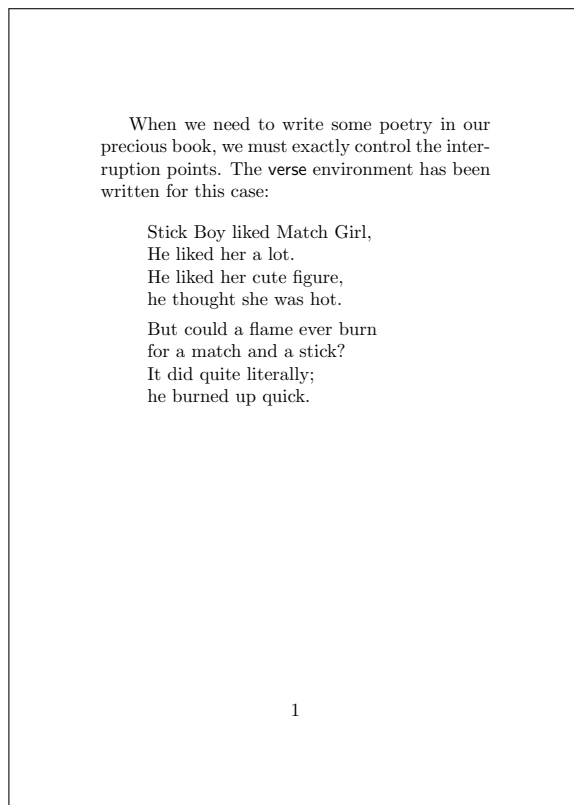 When we need to write some poetry in our
precious book, we must exactly control the inter-
ruption points. The verse environment has been
written for this case:
Stick Boy liked Match Girl,
He liked her a lot.
He liked her cute figure,
he thought she was hot.
But could a flame ever burn
for a match and a stick?
It did quite literally;
he burned up quick.
1